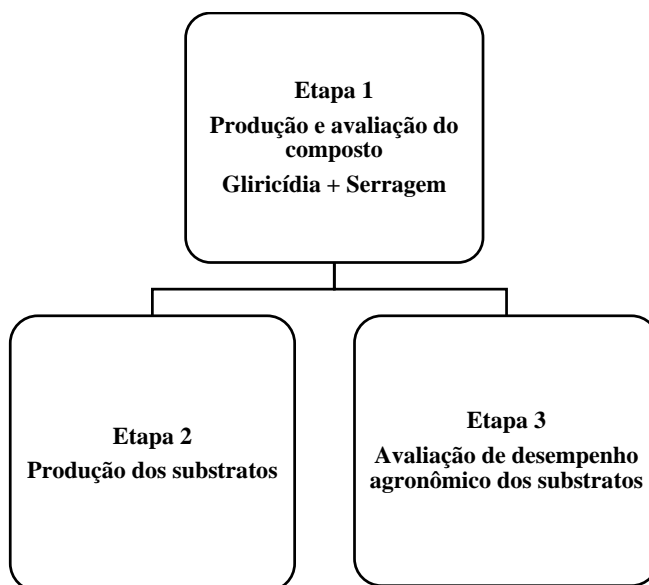 Etapa 1
Produção e avaliação do
composto
Gliricídia + Serragem
Etapa 2
Produção dos substratos
Etapa 3
Avaliação de desempenho
agronômico dos substratos